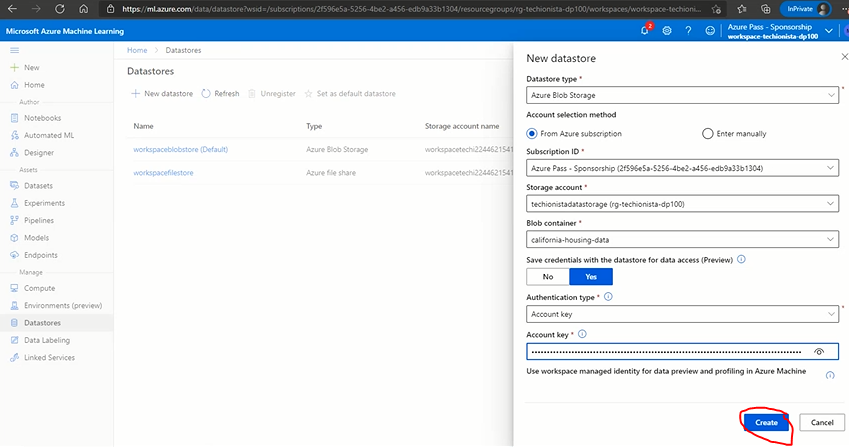 https://ml.azure.com/data/datastore?wsid=/subscriptions/2f596e5a-5256-4be2-a456-edb9a33b1304/resourcegroups/rg-techionista-dp100/workspaces/workspace-techioni...
InPrivate
Microsoft Azure Machine Learning
2
Azure Pass - Sponsorship
workspace-techionista-dp100
New
Home
Author
Notebooks
Automated ML
Designer
Assets
Datasets
Experiments
Pipelines
Models
Endpoints
Manage
Compute
Environments (preview)
Datastores
Data Labeling
Linked Services
Home > Datastores
Datastores
New datastore Refresh Unregister Set as default datastore
Name Type Storage account name
workspaceblobstore (Default) Azure Blob Storage workspacetechi2244621541
workspacefilestore Azure file share workspacetechi2244621541
New datastore
Datastore type *
Azure Blob Storage
Account selection method
From Azure subscription Enter manually
Subscription ID *
Azure Pass - Sponsorship (2f596e5a-5256-4be2-a456-edb9a33b1304)
Storage account *
techionistadatastorage (rg-techionista-dp100)
Blob container *
california-housing-data
Save credentials with the datastore for data access (Preview)
No Yes
Authentication type *
Account key
Account key *
Use workspace managed identity for data preview and profiling in Azure Machine
Create Cancel